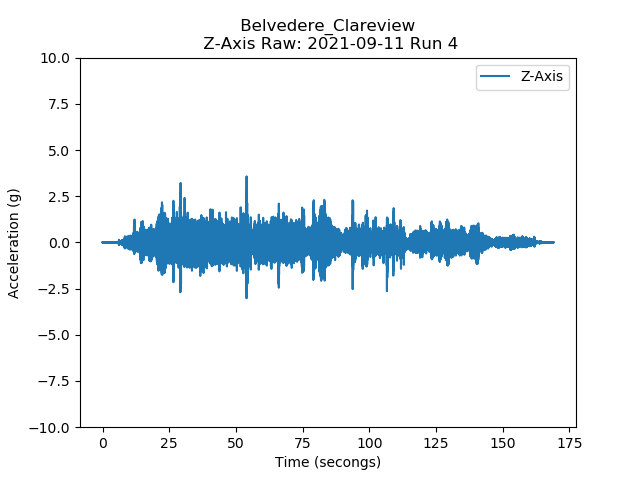 Belvedere_Clareview
Z-Axis Raw: 2021-09-11 Run 4
Z-Axis
10.0
7.5
5.0
2.5
0.0
−2.5
−5.0
−7.5
−10.0
Acceleration (g)
0 25 50 75 100 125 150 175
Time (secongs)